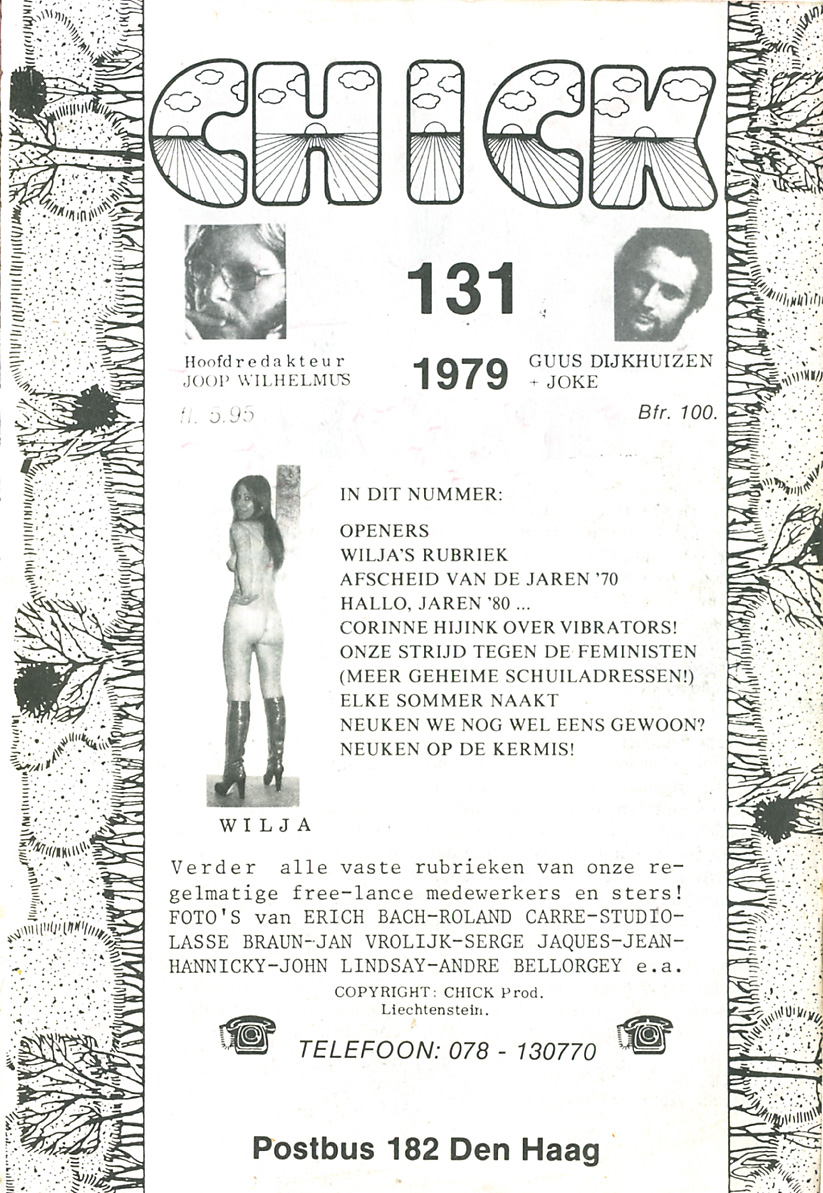 CHICK
131
1979
Hoofdredakteur
JOOP WILHELMUS
GUUS DIJKHUIZEN
+ JOKE
fl. 5.95
Bfr. 100.
IN DIT NUMMER:
OPENERS
WILJA'S RUBRIEK
AFSCHEID VAN DE JAREN '70
HALLO, JAREN '80 ...
CORINNE HIJINK OVER VIBRATORS!
ONZE STRIJD TEGEN DE FEMINISTEN
(MEER GEHEIME SCHUILADRESSEN!)
ELKE SOMMER NAAKT
NEUKEN WE NOG WEL EENS GEWOON?
NEUKEN OP DE KERMIS!
WILJA
Verder alle vaste rubrieken van onze re-
gelmatige free-lance medewerkers en sters!
FOTO'S van ERICH BACH-ROLAND CARRE-STUDIO-
LASSE BRAUN-JAN VROLIJK-SERGE JAQUES-JEAN-
HANNICKY-JOHN LINDSAY-ANDRE BELLORGEY e.a.
COPYRIGHT: CHICK Prod.
Liechtenstein.
TELEFOON: 078 - 130770
Postbus 182 Den Haag